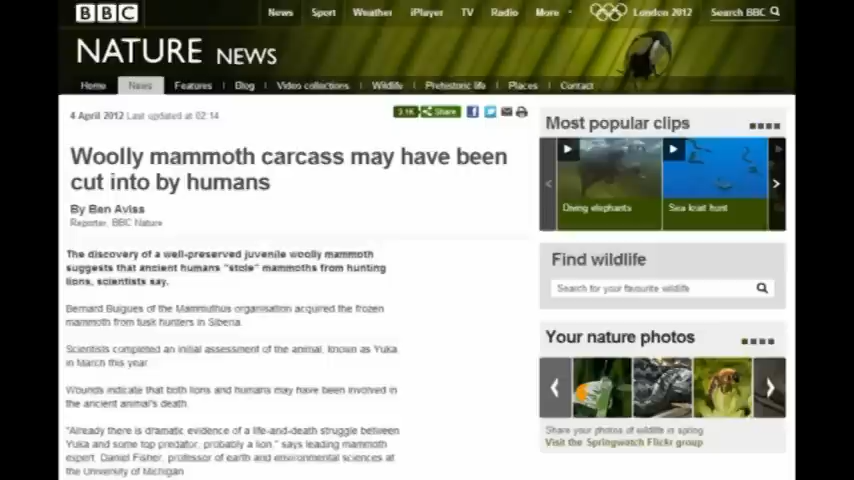 BBC
News Sport Weather iPlayer TV Radio More London 2012 Search BBC
NATURE NEWS
Home News Features Blog Video collections Wildlife Prehistoric life Places Contact
4 April 2012 Last updated at 02:14
3.1K Share
Woolly mammoth carcass may have been
cut into by humans
By Ben Aviss
Reporter, BBC Nature
The discovery of a well-preserved juvenile woolly mammoth
suggests that ancient humans "stole" mammoths from hunting
lions, scientists say.
Bernard Buigues of the Mammuthus organisation acquired the frozen
mammoth from tusk hunters in Siberia.
Scientists completed an initial assessment of the animal, known as Yuka
in March this year.
Wounds indicate that both lions and humans may have been involved in
the ancient animal's death.
"Already there is dramatic evidence of a life-and-death struggle between
Yuka and some top predator, probably a lion," says leading mammoth
expert, Daniel Fisher, professor of earth and environmental sciences at
the University of Michigan
Most popular clips
Diving elephants
Sea krait hunt
Find wildlife
Search for your favourite wildlife
Your nature photos
Share your photos of wildlife in spring
Visit the Springwatch Flickr group